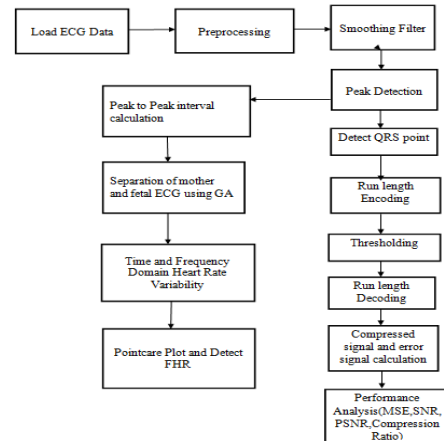 Load ECG Data
Preprocessing
Smoothing Filter
Peak Detection
Peak to Peak interval
calculation
Detect QRS point
Separation of mother
and fetal ECG using GA
Run length
Encoding
Thresholding
Time and Frequency
Domain Heart Rate
Variability
Run length
Decoding
Pointcare Plot and Detect
FHR
Compressed
signal and error
signal calculation
Performance
Analysis(MSE,SNR,
PSNR,Compression
Ratio)